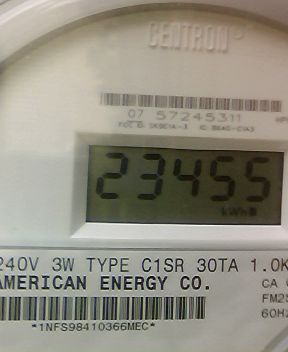 CENTRON
07 57245311
23455
kWh
240V 3W TYPE C1SR 30TA 1.0K
AMERICAN ENERGY CO.
CA
FM2S
60Hz
*1NFS98410366MEC*